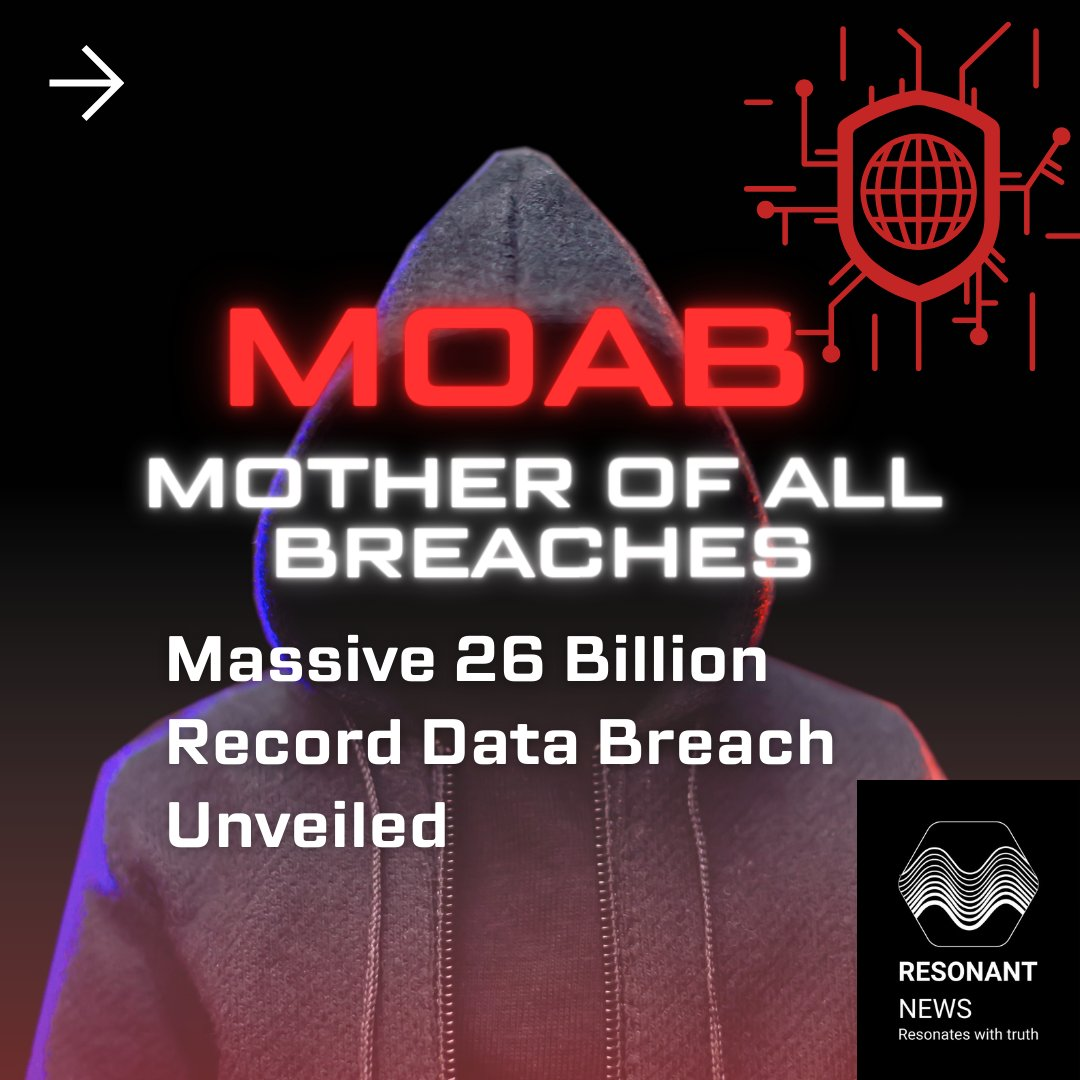 MOAB
MOTHER OF ALL
BREACHES
Massive 26 Billion
Record Data Breach
Unveiled
RESONANT
NEWS
Resonates with truth